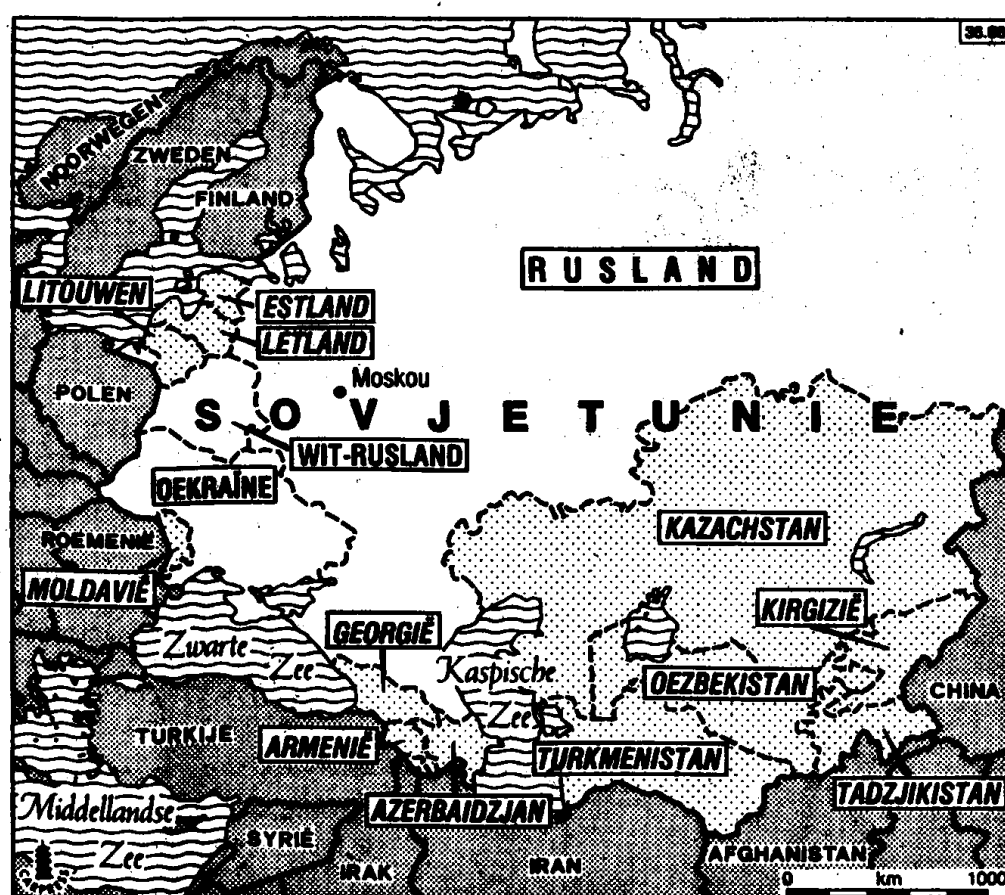 NOORWEGEN
ZWEDEN
FINLAND
RUSLAND
LITOUWEN
ESTLAND
LETLAND
POLEN
Moskou
SOVJETUNIE
WIT-RUSLAND
OEKRAÏNE
KAZACHSTAN
ROEMENIË
MOLDAVIË
KIRGIZIË
GEORGIË
Zwarte
Zee
Kaspische
Zee
OEZBEKISTAN
CHINA
TURKIJE
ARMENIË
TURKMENISTAN
TADZJIKISTAN
AZERBAIDZJAN
Middellandse
Zee
SYRIË
IRAK
IRAN
AFGHANISTAN
0 km 1000